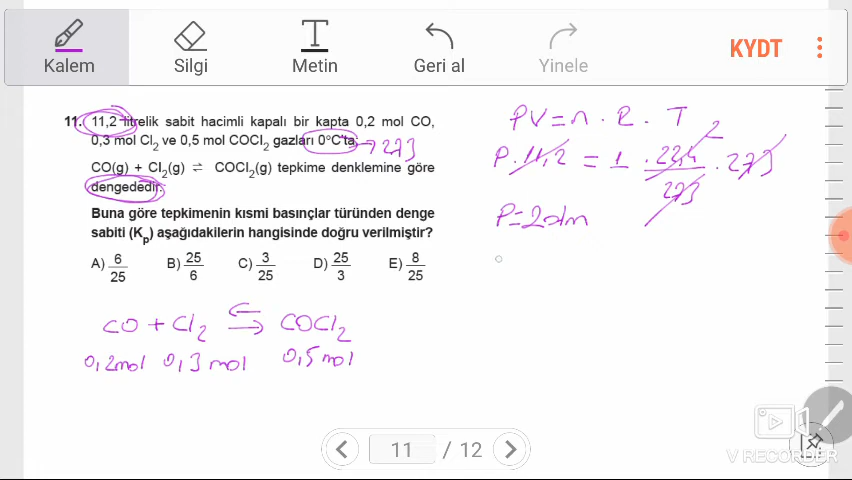 Kalem Silgi Metin Geri al Yinele KYDT
11. 11,2 litrelik sabit hacimli kapalı bir kapta 0,2 mol CO,
0,3 mol Cl₂ ve 0,5 mol COCl₂ gazları 0°C'ta; → 273
CO(g) + Cl₂(g) ⇌ COCl₂(g) tepkime denklemine göre
dengededir.
Buna göre tepkimenin kısmi basınçlar türünden denge
sabiti (Kp) aşağıdakilerin hangisinde doğru verilmiştir?
A) 6/25 B) 25/6 C) 3/25 D) 25/3 E) 8/25
CO + Cl₂ ⇌ COCl₂
0,2mol 0,3 mol 0,5 mol
PV = n . R . T
P . 11,2 = 1 . 22,4/273 . 273
2
P = 2 atm
11 / 12
V RECORDER